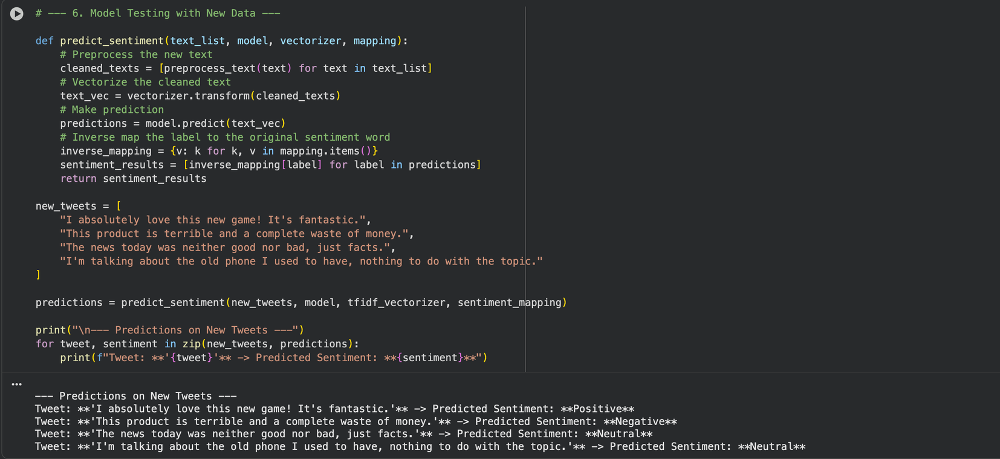 # --- 6. Model Testing with New Data ---
def predict_sentiment(text_list, model, vectorizer, mapping):
    # Preprocess the new text
    cleaned_texts = [preprocess_text(text) for text in text_list]
    # Vectorize the cleaned text
    text_vec = vectorizer.transform(cleaned_texts)
    # Make prediction
    predictions = model.predict(text_vec)
    # Inverse map the label to the original sentiment word
    inverse_mapping = {v: k for k, v in mapping.items()}
    sentiment_results = [inverse_mapping[label] for label in predictions]
    return sentiment_results
new_tweets = [
    "I absolutely love this new game! It's fantastic.",
    "This product is terrible and a complete waste of money.",
    "The news today was neither good nor bad, just facts.",
    "I'm talking about the old phone I used to have, nothing to do with the topic."
]
predictions = predict_sentiment(new_tweets, model, tfidf_vectorizer, sentiment_mapping)
print("\n--- Predictions on New Tweets ---")
for tweet, sentiment in zip(new_tweets, predictions):
    print(f"Tweet: **'{tweet}'** -> Predicted Sentiment: **{sentiment}**")
--- Predictions on New Tweets ---
Tweet: **'I absolutely love this new game! It's fantastic.'** -> Predicted Sentiment: **Positive**
Tweet: **'This product is terrible and a complete waste of money.'** -> Predicted Sentiment: **Negative**
Tweet: **'The news today was neither good nor bad, just facts.'** -> Predicted Sentiment: **Neutral**
Tweet: **'I'm talking about the old phone I used to have, nothing to do with the topic.'** -> Predicted Sentiment: **Neutral**